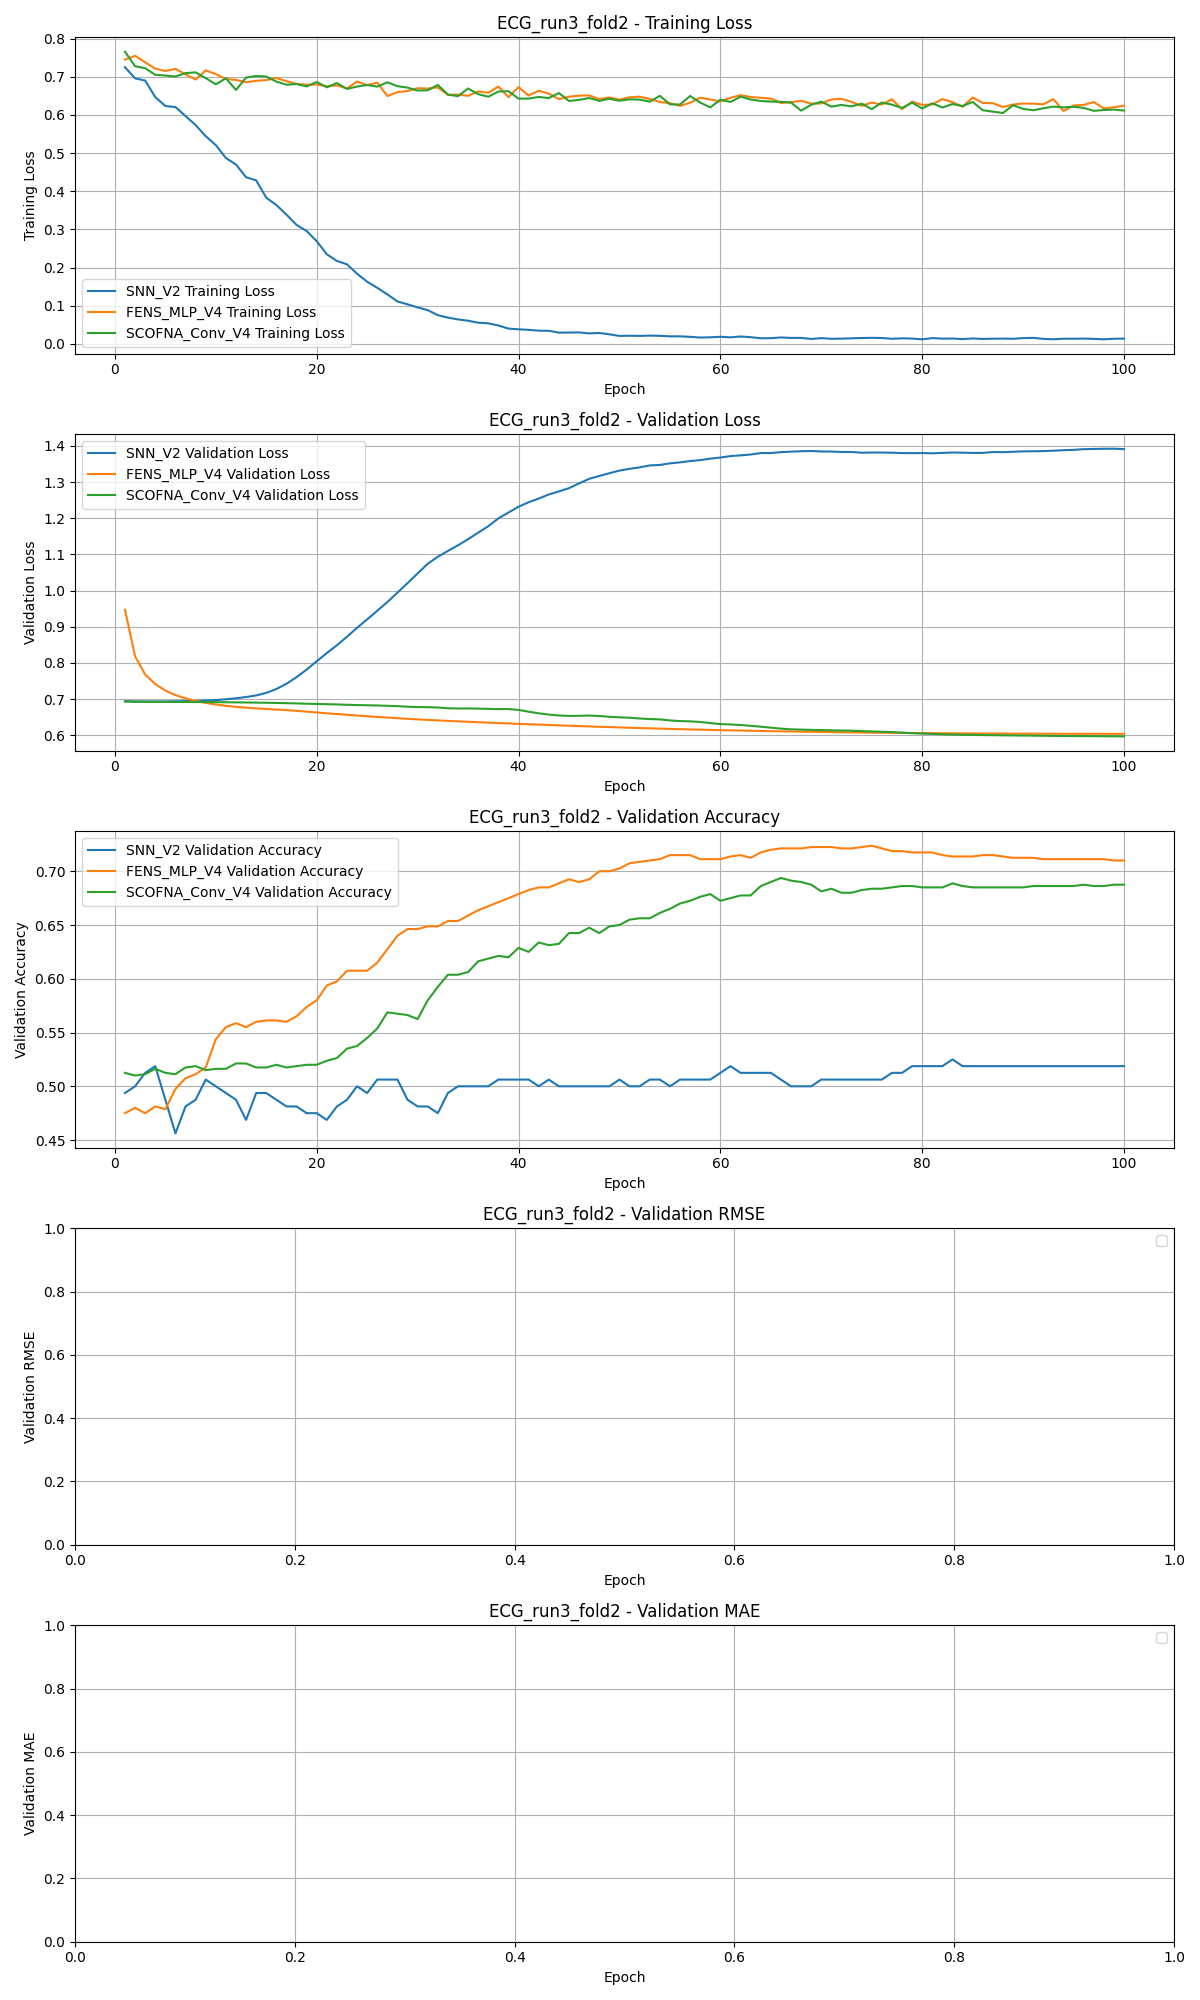 ECG_run3_fold2 - Training Loss
0.8
0.7
0.6
0.5
0.4
0.3
0.2
0.1
0.0
Training Loss
SNN_V2 Training Loss
FENS_MLP_V4 Training Loss
SCOFNA_Conv_V4 Training Loss
0 20 40 60 80 100
Epoch
ECG_run3_fold2 - Validation Loss
1.4
1.3
1.2
1.1
1.0
0.9
0.8
0.7
0.6
Validation Loss
SNN_V2 Validation Loss
FENS_MLP_V4 Validation Loss
SCOFNA_Conv_V4 Validation Loss
0 20 40 60 80 100
Epoch
ECG_run3_fold2 - Validation Accuracy
0.70
0.65
0.60
0.55
0.50
0.45
Validation Accuracy
SNN_V2 Validation Accuracy
FENS_MLP_V4 Validation Accuracy
SCOFNA_Conv_V4 Validation Accuracy
0 20 40 60 80 100
Epoch
ECG_run3_fold2 - Validation RMSE
1.0
0.8
0.6
0.4
0.2
0.0
Validation RMSE
0.0 0.2 0.4 0.6 0.8 1.0
Epoch
ECG_run3_fold2 - Validation MAE
1.0
0.8
0.6
0.4
0.2
0.0
Validation MAE
0.0 0.2 0.4 0.6 0.8 1.0
Epoch